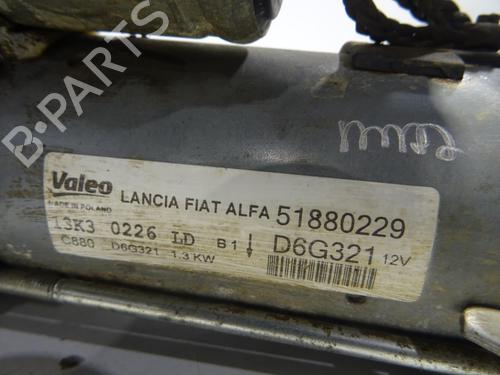 B-PARTS
Valeo
MADE IN POLAND
LANCIA FIAT ALFA 51880229
13K3 0226 LD B1 D6G321 12V
C880 D6G321 1.3 KW